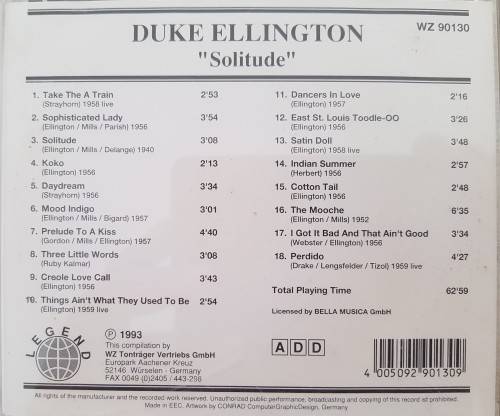 DUKE ELLINGTON
WZ 90130
"Solitude"
1. Take The A Train 2'53
(Strayhorn) 1958 live
2. Sophisticated Lady 3'54
(Ellington / Mills / Parish) 1956
3. Solitude 3'08
(Ellington / Mills / Delange) 1940
4. Koko 2'13
(Ellington) 1956
5. Daydream 3'34
(Strayhorn) 1956
6. Mood Indigo 3'01
(Ellington / Mills / Bigard) 1957
7. Prelude To A Kiss 4'40
(Gordon / Mills / Ellington) 1957
8. Three Little Words 3'08
(Ruby Kalmar)
9. Creole Love Call 3'43
(Ellington) 1956
10. Things Ain't What They Used To Be 2'54
(Ellington) 1959 live
11. Dancers In Love 2'16
(Ellington) 1957
12. East St. Louis Toodle-OO 3'26
(Ellington) 1956
13. Satin Doll 3'48
(Ellington) 1958 live
14. Indian Summer 2'57
(Herbert) 1956
15. Cotton Tail 2'48
(Ellington) 1956
16. The Mooche 6'35
(Ellington / Mills) 1952
17. I Got It Bad And That Ain't Good 3'34
(Webster / Ellington) 1956
18. Perdido 4'27
(Drake / Lengsfelder / Tizol) 1959 live
Total Playing Time 62'59
Licensed by BELLA MUSICA GmbH
LEGEND
℗ 1993
This compilation by
WZ Tonträger Vertriebs GmbH
Europark Aachener Kreuz
52146 Würselen - Germany
FAX 0049 (0)2405 / 443-298
ADD
4 005092 901309
All rights of the manufacturer and the recorded work reserved. Unauthorized public performance, broadcasting and copying of this record ist prohibited.
Made in EEC. Artwork by CONRAD ComputerGraphicDesign, Germany